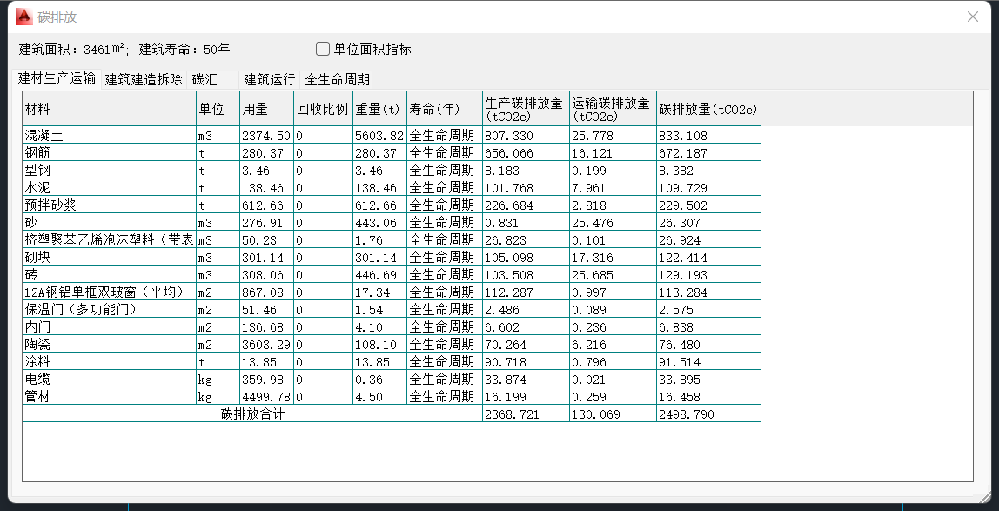 碳排放
建筑面积：3461m²；建筑寿命：50年 单位面积指标
建材生产运输 建筑建造拆除 碳汇 建筑运行 全生命周期
材料 单位 用量 回收比例 重量(t) 寿命(年) 生产碳排放量(tCO2e) 运输碳排放量(tCO2e) 碳排放量(tCO2e)
混凝土 m3 2374.50 0 5603.82 全生命周期 807.330 25.778 833.108
钢筋 t 280.37 0 280.37 全生命周期 656.066 16.121 672.187
型钢 t 3.46 0 3.46 全生命周期 8.183 0.199 8.382
水泥 t 138.46 0 138.46 全生命周期 101.768 7.961 109.729
预拌砂浆 t 612.66 0 612.66 全生命周期 226.684 2.818 229.502
砂 m3 276.91 0 443.06 全生命周期 0.831 25.476 26.307
挤塑聚苯乙烯泡沫塑料（带表 m3 50.23 0 1.76 全生命周期 26.823 0.101 26.924
砌块 m3 301.14 0 301.14 全生命周期 105.098 17.316 122.414
砖 m3 308.06 0 446.69 全生命周期 103.508 25.685 129.193
12A钢铝单框双玻窗（平均） m2 867.08 0 17.34 全生命周期 112.287 0.997 113.284
保温门（多功能门） m2 51.46 0 1.54 全生命周期 2.486 0.089 2.575
内门 m2 136.68 0 4.10 全生命周期 6.602 0.236 6.838
陶瓷 m2 3603.29 0 108.10 全生命周期 70.264 6.216 76.480
涂料 t 13.85 0 13.85 全生命周期 90.718 0.796 91.514
电缆 kg 359.98 0 0.36 全生命周期 33.874 0.021 33.895
管材 kg 4499.78 0 4.50 全生命周期 16.199 0.259 16.458
碳排放合计 2368.721 130.069 2498.790